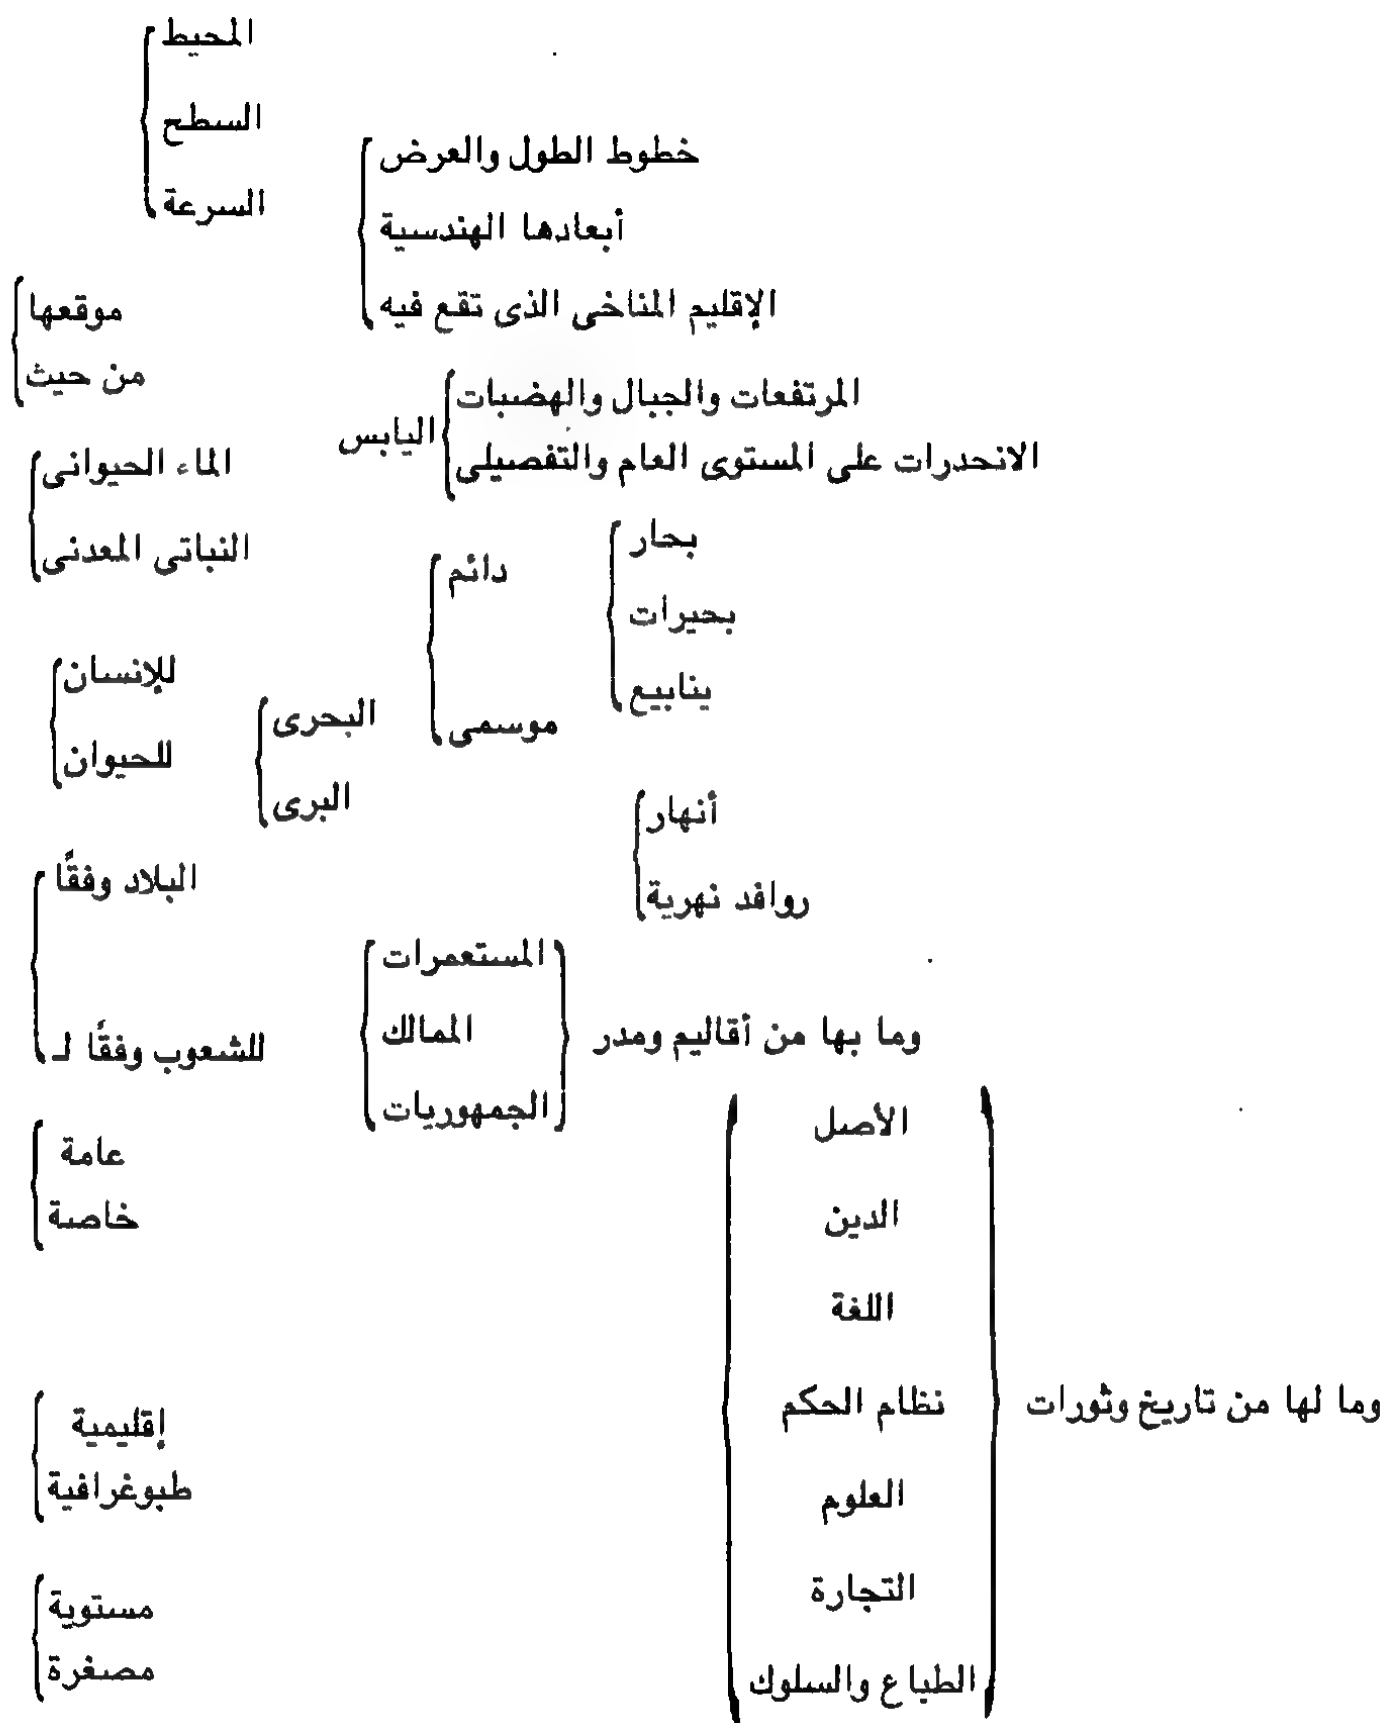 المحيط
السطح
السرعة
خطوط الطول والعرض
أبعادها الهندسية
الإقليم المناخى الذى تقع فيه
موقعها
من حيث
المرتفعات والجبال والهضبات
اليابس
الانحدرات على المستوى العام والتفصيلى
الماء الحيوانى
النباتى المعدنى
بحار
دائم
بحيرات
ينابيع
موسمى
للإنسان
للحيوان
البحرى
البرى
أنهار
روافد نهرية
البلاد وفقًا
للشعوب وفقًا لـ
المستعمرات
الممالك
الجمهوريات
وما بها من أقاليم ومدر
عامة
خاصة
الأصل
الدين
اللغة
نظام الحكم
العلوم
التجارة
الطباع والسلوك
وما لها من تاريخ وثورات
إقليمية
طبوغرافية
مستوية
مصغرة